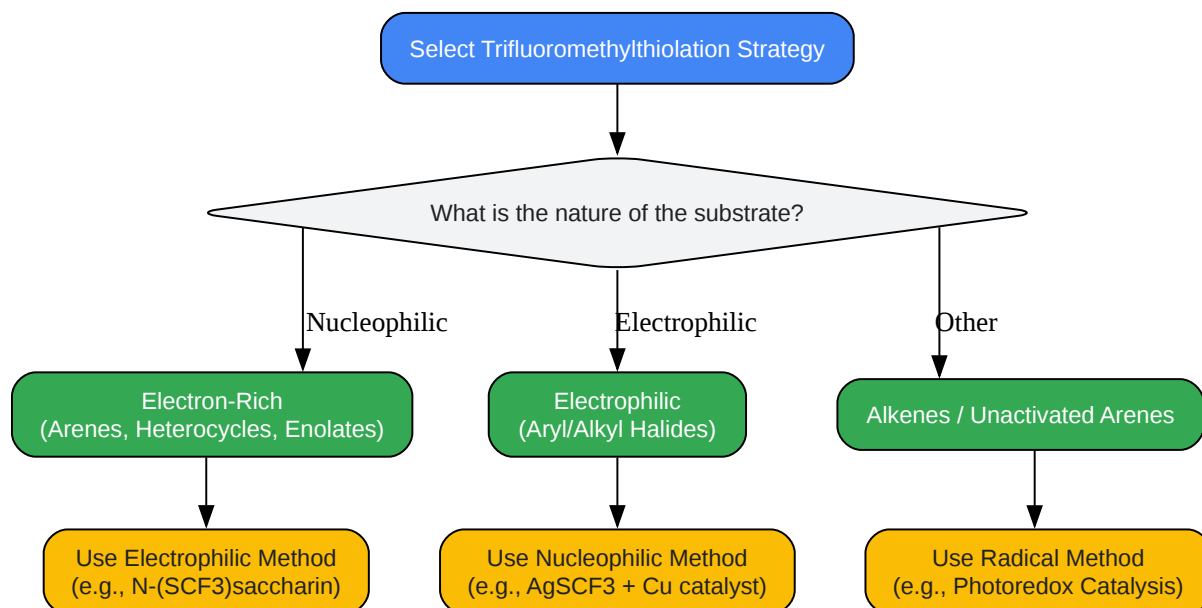 Select Trifluoromethylthiolation Strategy
What is the nature of the substrate?
Nucleophilic
Electrophilic
Other
Electron-Rich
(Arenes, Heterocycles, Enolates)
Electrophilic
(Aryl/Alkyl Halides)
Alkenes / Unactivated Arenes
Use Electrophilic Method
(e.g., N-(SCF3)saccharin)
Use Nucleophilic Method
(e.g., AgSCF3 + Cu catalyst)
Use Radical Method
(e.g., Photoredox Catalysis)